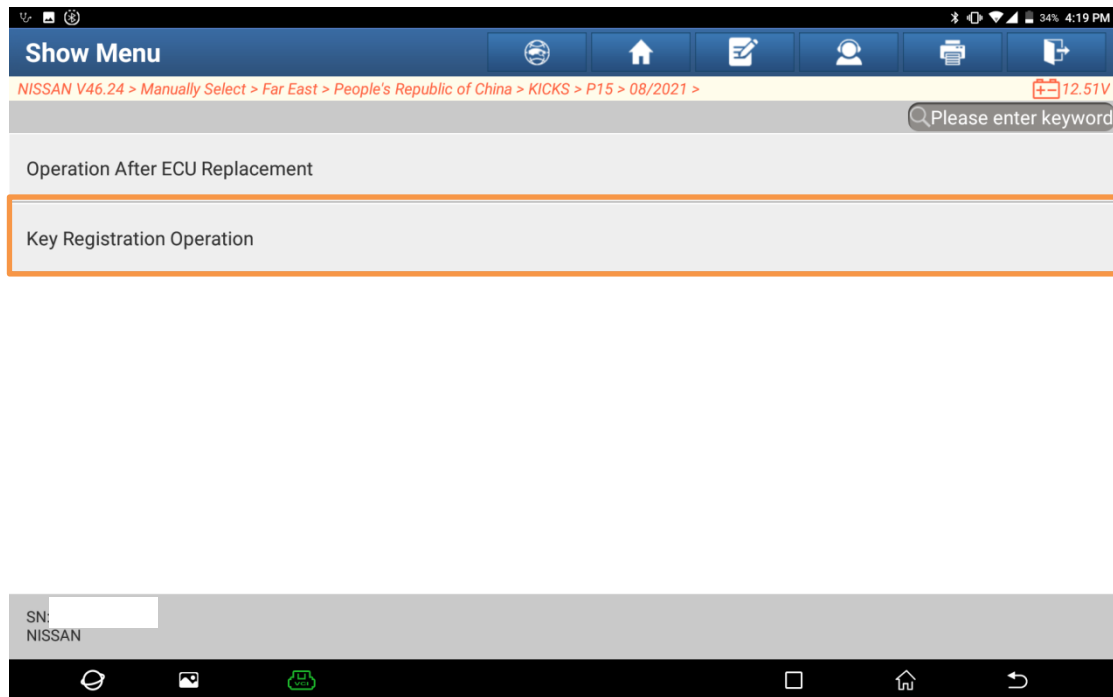 34% 4:19 PM
Show Menu
NISSAN V46.24 > Manually Select > Far East > People's Republic of China > KICKS > P15 > 08/2021 >
12.51V
Please enter keyword
Operation After ECU Replacement
Key Registration Operation
SN:
NISSAN
VCI